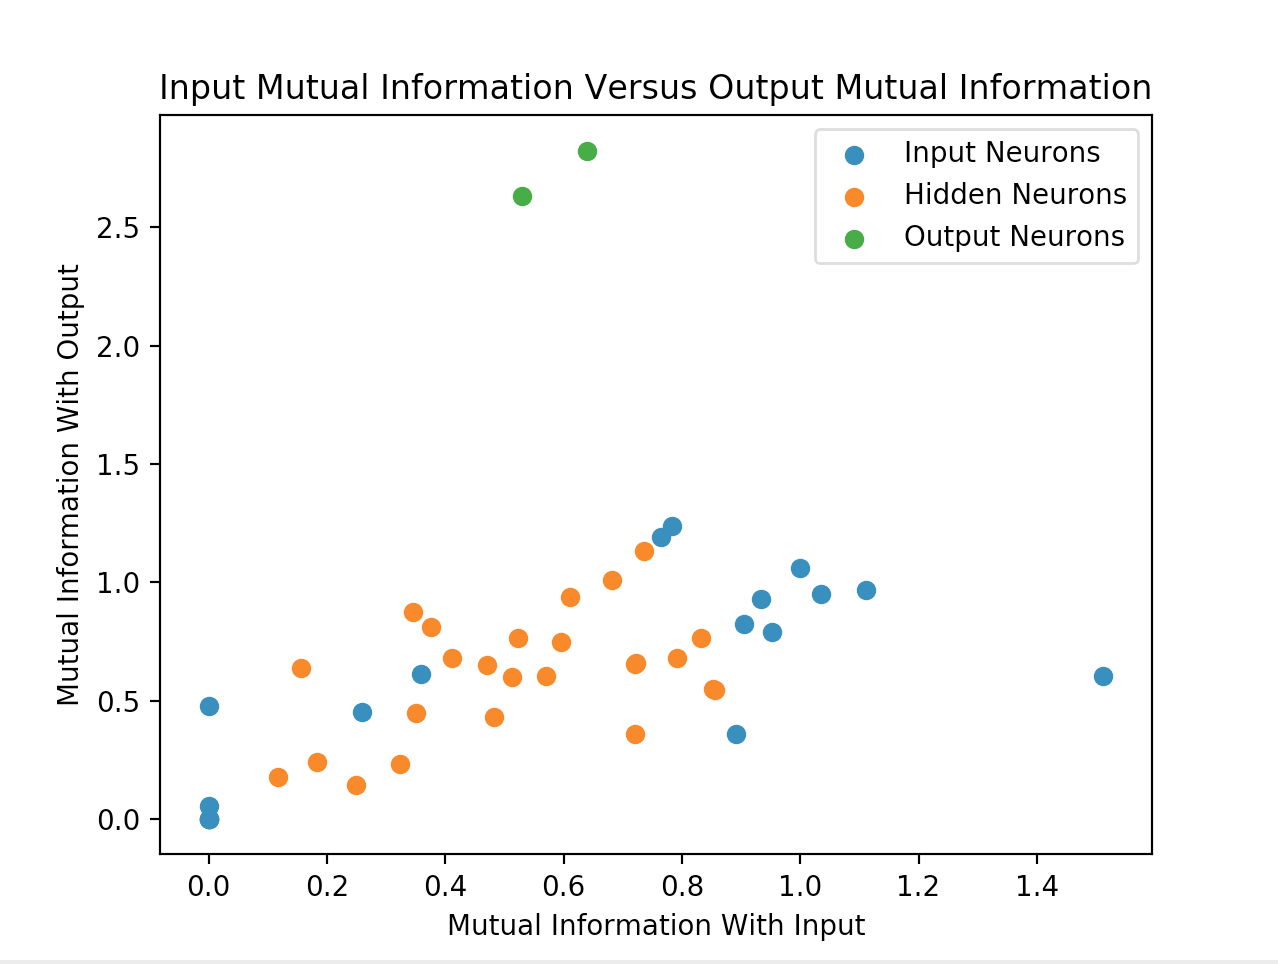 Input Mutual Information Versus Output Mutual Information
Input Neurons
Hidden Neurons
Output Neurons
Mutual Information With Output
2.5
2.0
1.5
1.0
0.5
0.0
0.0 0.2 0.4 0.6 0.8 1.0 1.2 1.4
Mutual Information With Input